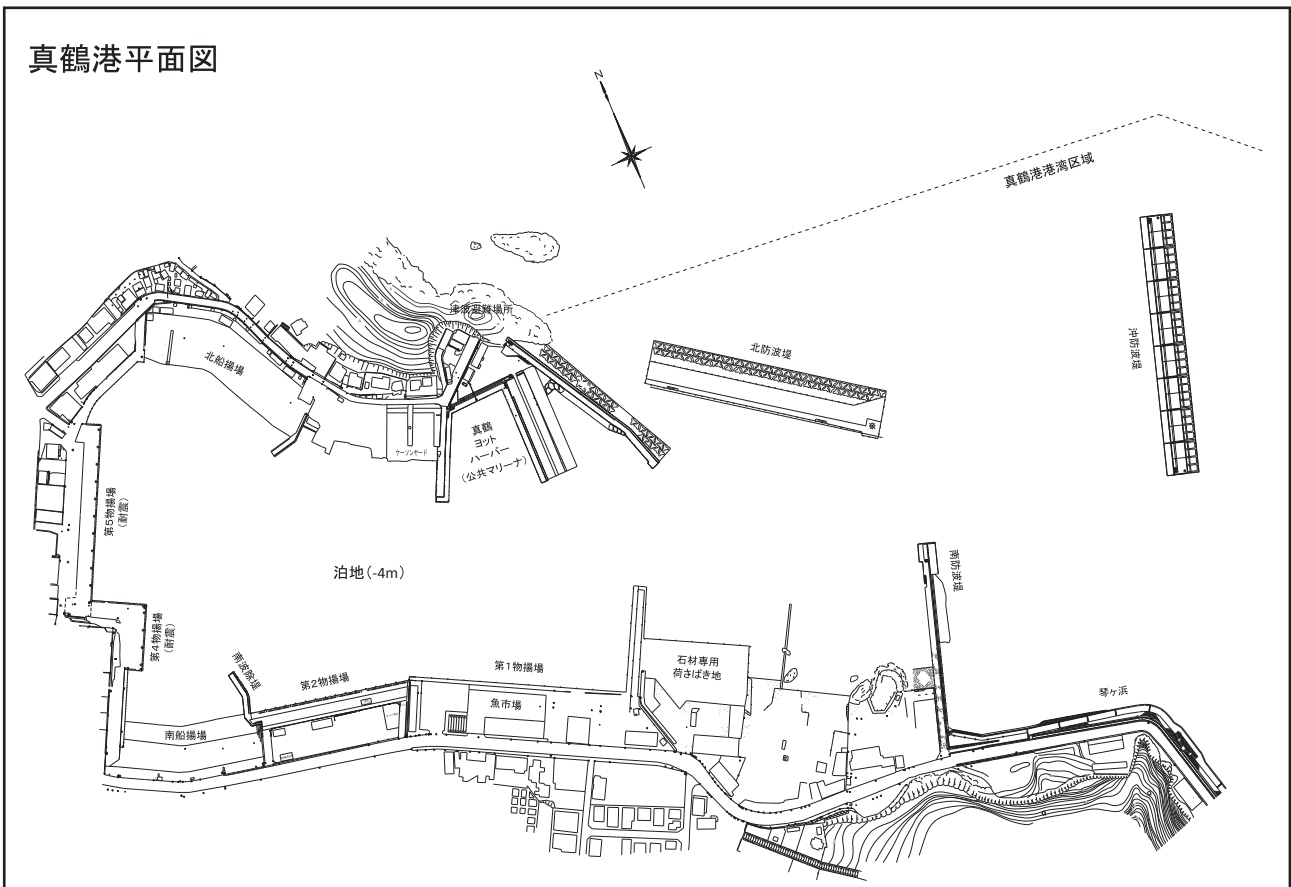 真鶴港平面図
N
真鶴港港湾区域
津波避難場所
北防波堤
沖防波堤
北船揚場
ケーソンヤード
真鶴
ヨット
ハーバー
(公共マリーナ)
第5物揚場
(耐震)
泊地(-4m)
南防波堤
第4物揚場
(耐震)
南波除堤
第2物揚場
第1物揚場
石材専用
荷さばき地
魚市場
琴ヶ浜
南船揚場